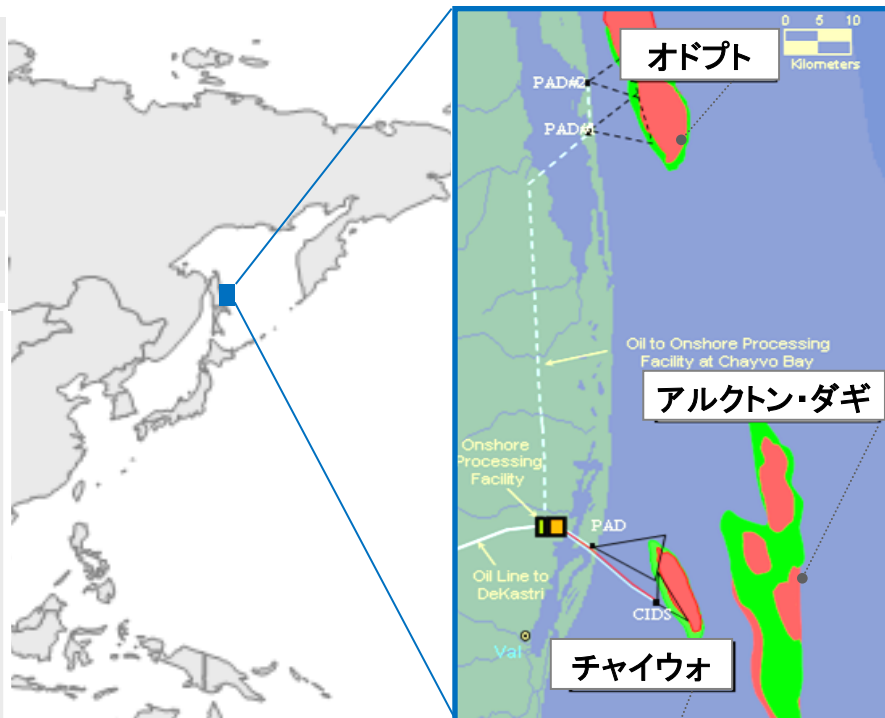 0 5 10
Kilometers
オドプト
PAD#2
PAD#1
Oil to Onshore Processing
Facility at Chayvo Bay
アルクトン・ダギ
Onshore
Processing
Facility
PAD
Oil Line to
DeKastri
CIDS
Val
チャイウォ